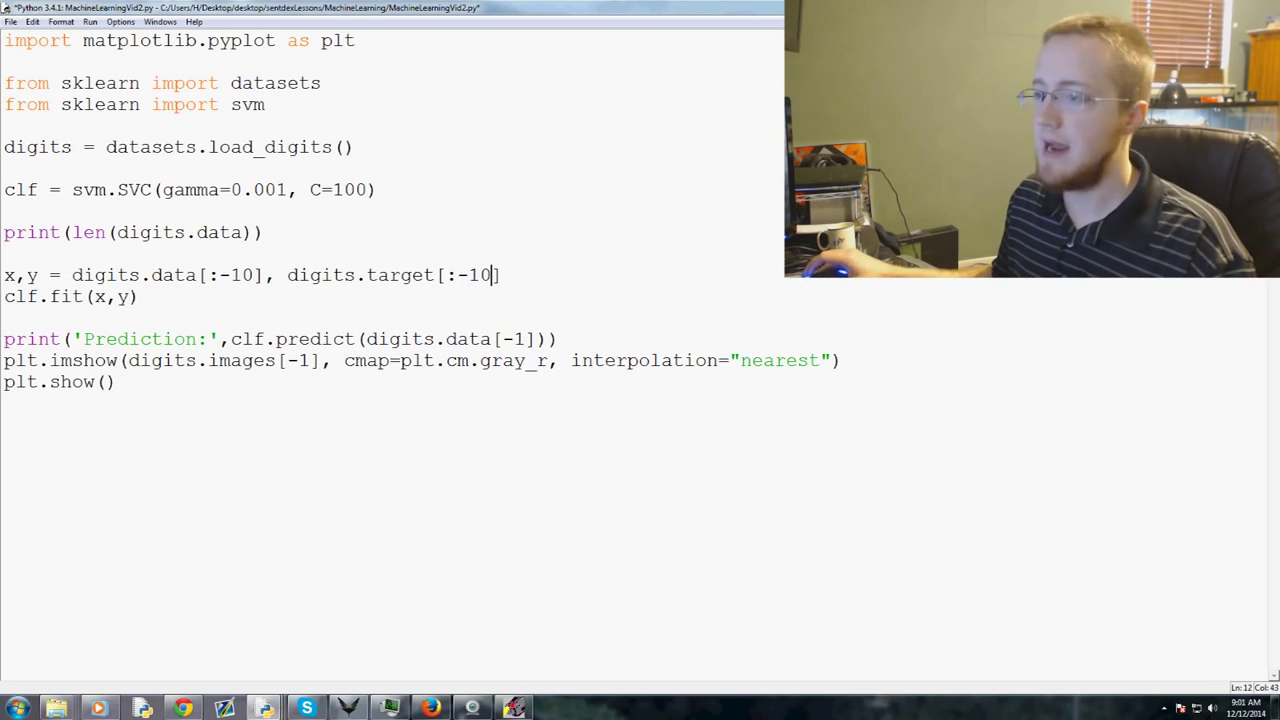 *Python 3.4.1: MachineLearningVid2.py - C:/Users/H/Desktop/desktop/sentdexLessons/MachineLearning/MachineLearningVid2.py*
File Edit Format Run Options Windows Help
import matplotlib.pyplot as plt
from sklearn import datasets
from sklearn import svm
digits = datasets.load_digits()
clf = svm.SVC(gamma=0.001, C=100)
print(len(digits.data))
x,y = digits.data[:-10], digits.target[:-10]
clf.fit(x,y)
print('Prediction:',clf.predict(digits.data[-1]))
plt.imshow(digits.images[-1], cmap=plt.cm.gray_r, interpolation="nearest")
plt.show()
Ln: 12 Col: 43
9:01 AM
12/12/2014